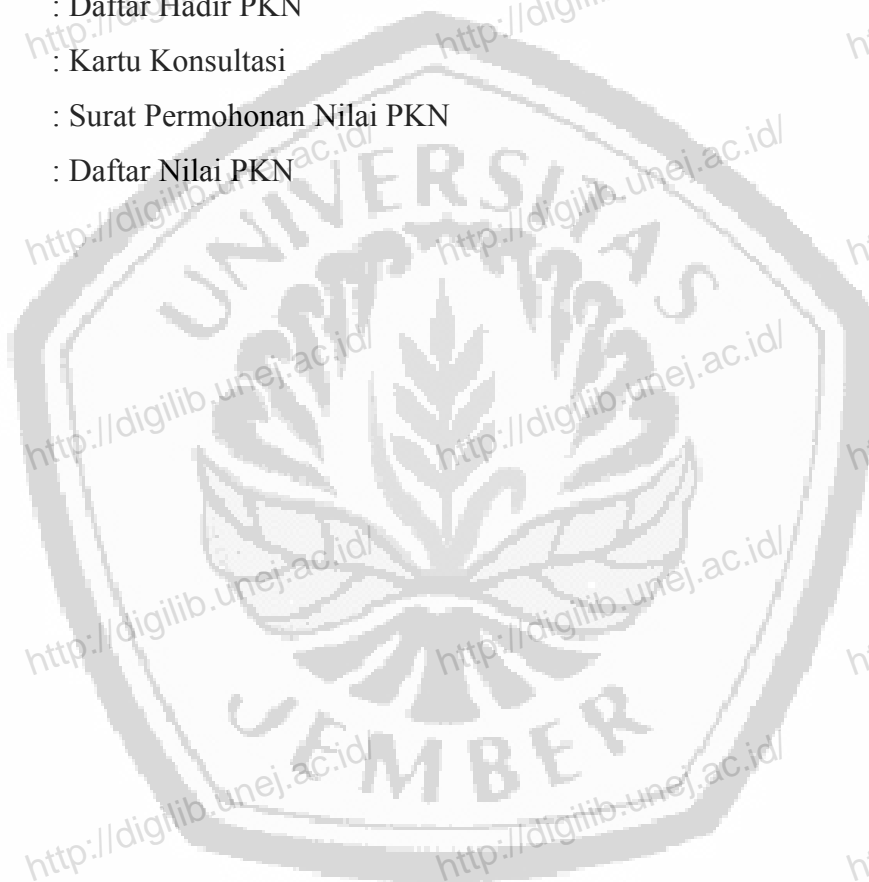 : Daftar Hadir PKN
: Kartu Konsultasi
: Surat Permohonan Nilai PKN
: Daftar Nilai PKN
UNIVERSITAS
JEMBER
http://digilib.unej.ac.id/
http://digilib.unej.ac.id/
http://digilib.unej.ac.id/
http://digilib.unej.ac.id/
http://digilib.unej.ac.id/
http://digilib.unej.ac.id/
http://digilib.unej.ac.id/
http://digilib.unej.ac.id/